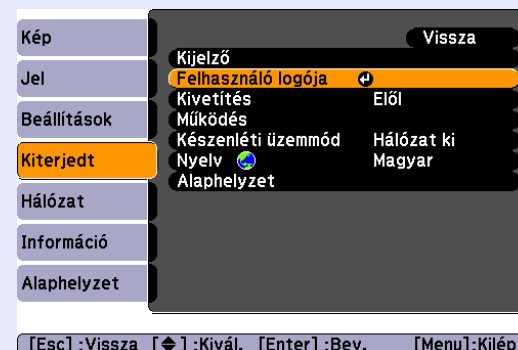 Kép
Jel
Beállítások
Kiterjedt
Hálózat
Információ
Alaphelyzet
Vissza
Kijelző
Felhasználó logója
Kivetítés Elől
Működés
Készenléti üzemmód Hálózat ki
Nyelv Magyar
Alaphelyzet
[Esc] :Vissza [◆] :Kivál. [Enter] :Bev. [Menu]:Kilép